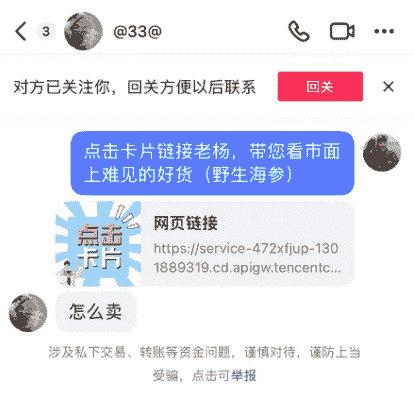 3
@33@
对方已关注你，回关方便以后联系
回关
点击卡片链接老杨，带您看市面
上难见的好货（野生海参）
点击
卡片
网页链接
https://service-472xfjup-130
1889319.cd.apigw.tencentc...
怎么卖
涉及私下交易、转账等资金问题，谨慎对待，谨防上当
受骗，点击可举报